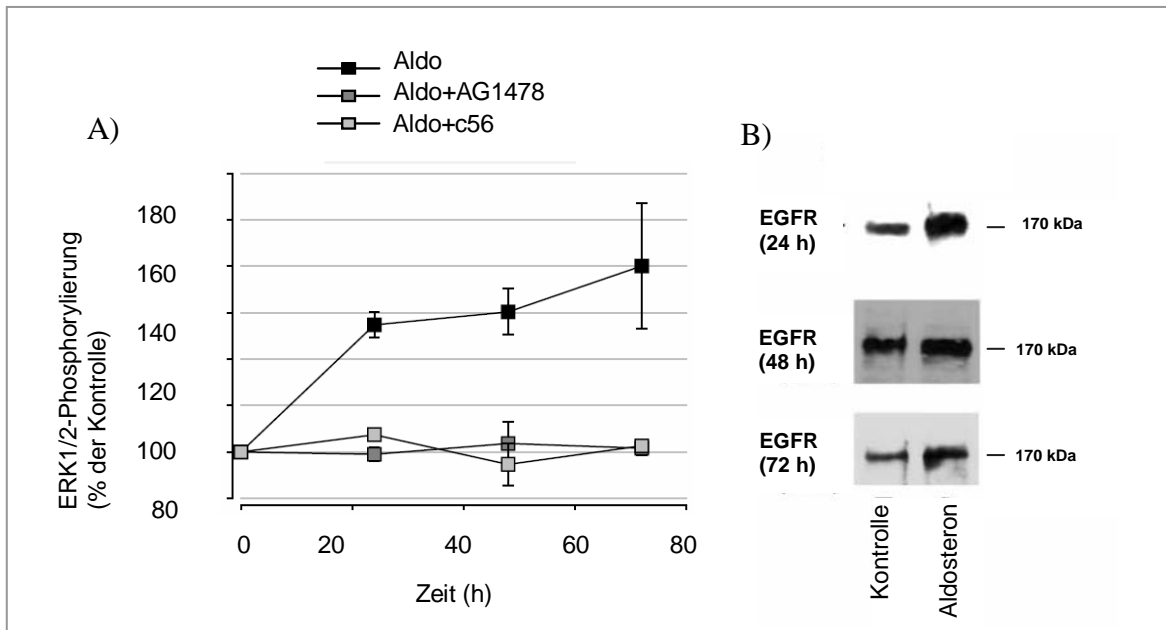 Aldo
Aldo+AG1478
Aldo+c56
A)
ERK1/2-Phosphorylierung
(% der Kontrolle)
180
160
140
120
100
80
0
20
40
60
80
Zeit (h)
B)
EGFR
(24 h)
170 kDa
EGFR
(48 h)
170 kDa
EGFR
(72 h)
170 kDa
Kontrolle
Aldosteron